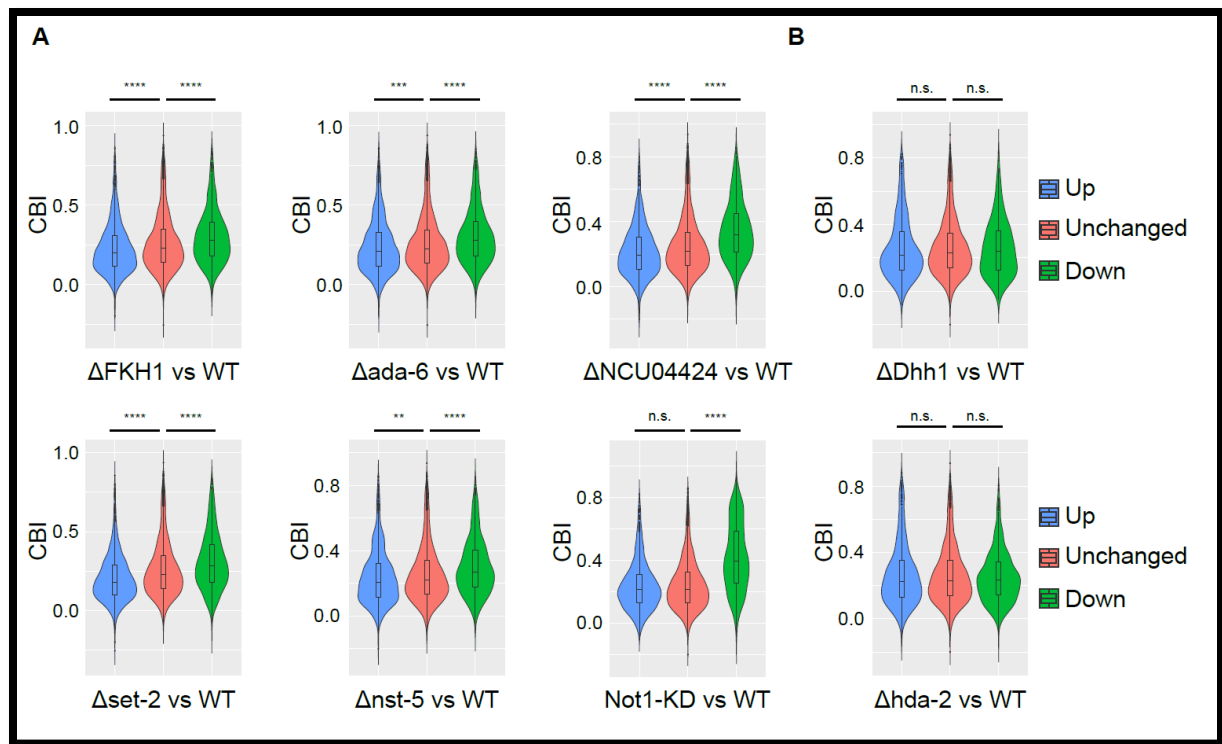 A
B
**** ****
*** ****
**** ****
n.s. n.s.
CBI
1.0
0.5
0.0
ΔFKH1 vs WT
CBI
1.0
0.5
0.0
Δada-6 vs WT
CBI
0.8
0.4
0.0
ΔNCU04424 vs WT
CBI
0.8
0.4
0.0
ΔDhh1 vs WT
Up
Unchanged
Down
**** ****
** ****
n.s. ****
n.s. n.s.
CBI
1.0
0.5
0.0
Δset-2 vs WT
CBI
0.8
0.4
0.0
Δnst-5 vs WT
CBI
0.8
0.4
0.0
Not1-KD vs WT
CBI
0.8
0.4
0.0
Δhda-2 vs WT
Up
Unchanged
Down